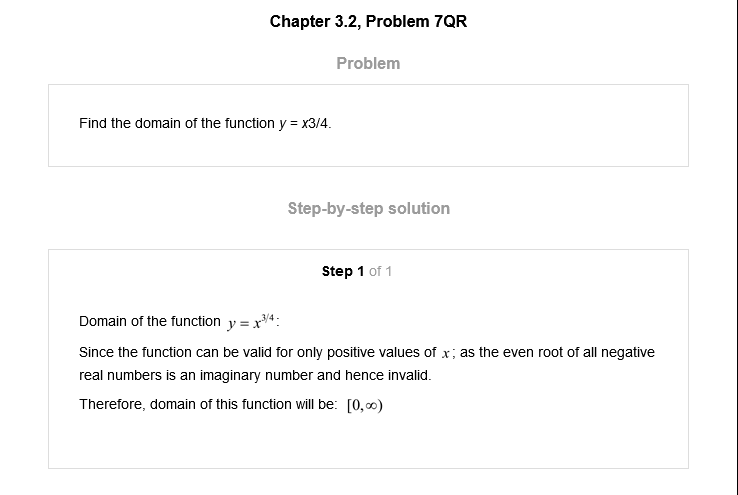 Chapter 3.2, Problem 7QR
Problem
Find the domain of the function y = x3/4.
Step-by-step solution
Step 1 of 1
Domain of the function y = x^{3/4}:
Since the function can be valid for only positive values of x; as the even root of all negative
real numbers is an imaginary number and hence invalid.
Therefore, domain of this function will be: [0,∞)